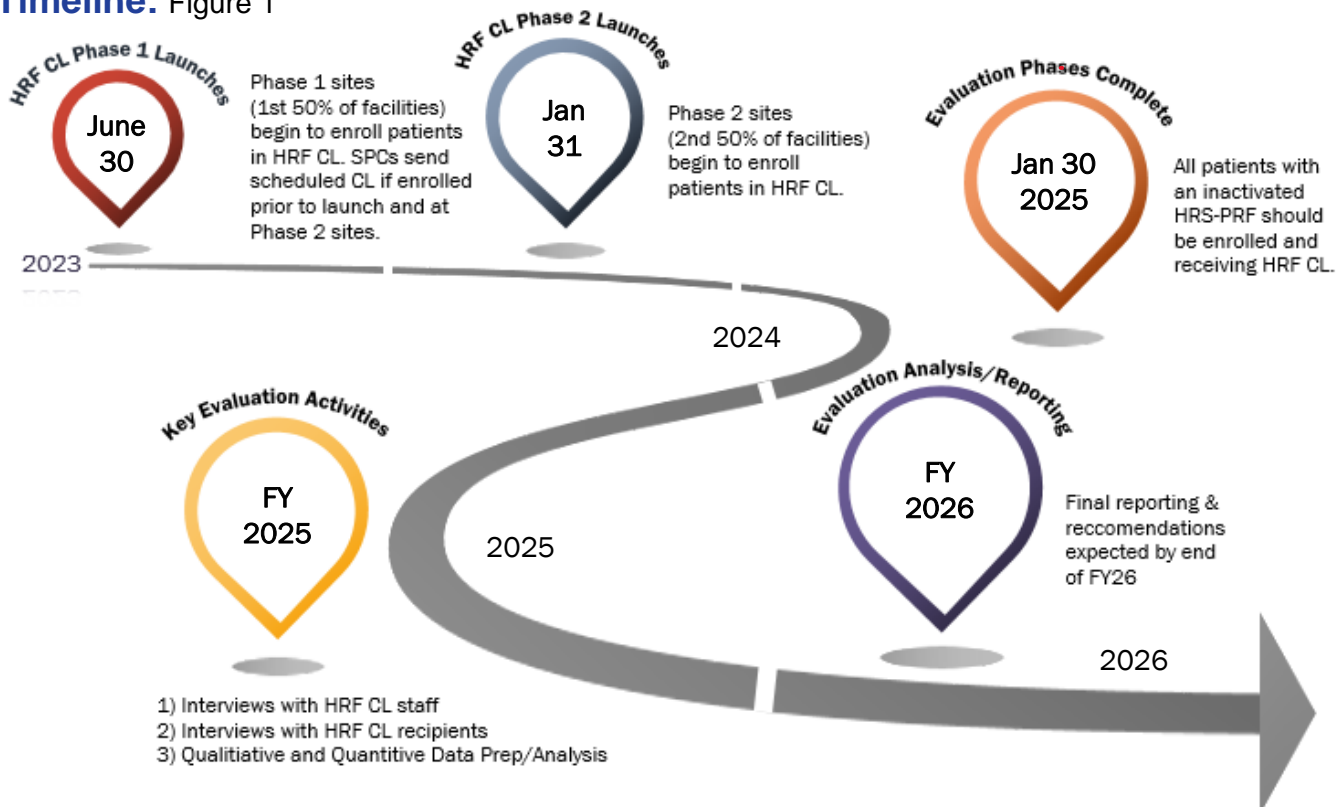 Timeline: Figure 1
HRF CL Phase 1 Launches
June
30
Phase 1 sites
(1st 50% of facilities)
begin to enroll patients
in HRF CL. SPCs send
scheduled CL if enrolled
prior to launch and at
Phase 2 sites.
HRF CL Phase 2 Launches
Jan
31
Phase 2 sites
(2nd 50% of facilities)
begin to enroll
patients in HRF CL.
Evaluation Phases Complete
Jan 30
2025
All patients with
an inactivated
HRS-PRF should
be enrolled and
receiving HRF CL.
2023
2024
Key Evaluation Activities
FY
2025
1) Interviews with HRF CL staff
2) Interviews with HRF CL recipients
3) Qualitiative and Quantitive Data Prep/Analysis
2025
Evaluation Analysis/Reporting
FY
2026
Final reporting &
reccomendations
expected by end
of FY26
2026